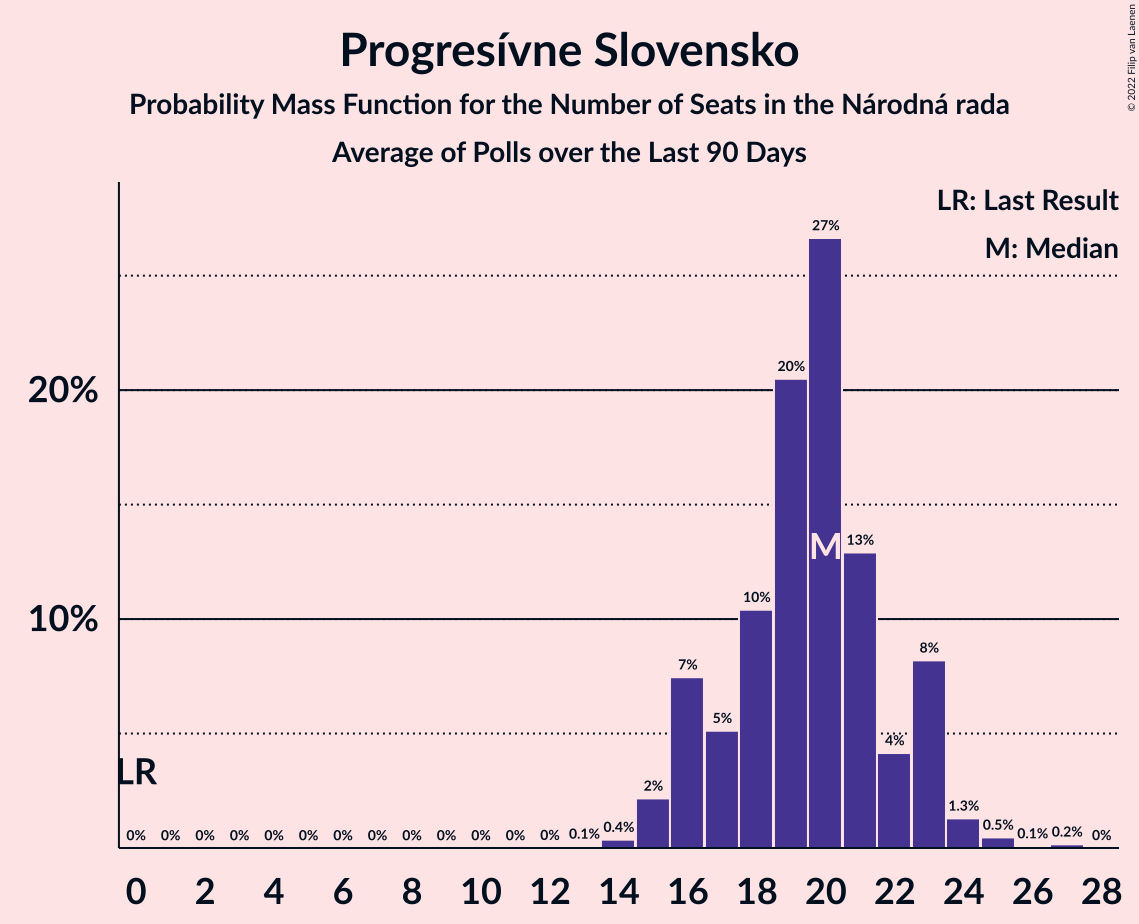 Progresívne Slovensko
Probability Mass Function for the Number of Seats in the Národná rada
Average of Polls over the Last 90 Days
© 2022 Filip van Laenen
LR: Last Result
M: Median
20%
10%
LR
M
0% 0% 0% 0% 0% 0% 0% 0% 0% 0% 0% 0% 0% 0.1% 0.4% 2% 7% 5% 10% 20% 27% 13% 4% 8% 1.3% 0.5% 0.1% 0.2% 0%
0 2 4 6 8 10 12 14 16 18 20 22 24 26 28